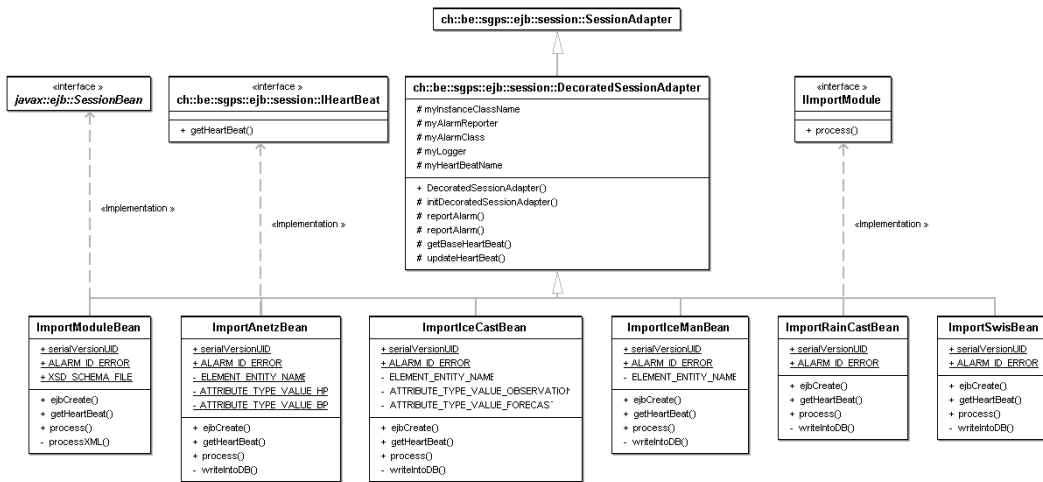 ch::be::sgps::ejb::session::SessionAdapter
«interface »
javax::ejb::SessionBean
«interface »
ch::be::sgps::ejb::session::IHeartBeat
+ getHeartBeat()
ch::be::sgps::ejb::session::DecoratedSessionAdapter
# myInstanceClassName
# myAlarmReporter
# myAlarmClass
# myLogger
# myHeartBeatName
+ DecoratedSessionAdapter()
# initDecoratedSessionAdapter()
# reportAlarm()
# reportAlarm()
# getBaseHeartBeat()
# updateHeartBeat()
«interface »
IImportModule
+ process()
«Implementation »
«Implementation »
«Implementation »
ImportModuleBean
+ serialVersionUID
+ ALARM_ID_ERROR
+ XSD_SCHEMA_FILE
+ ejbCreate()
+ getHeartBeat()
+ process()
- processXML()
ImportAnetzBean
+ serialVersionUID
+ ALARM_ID_ERROR
- ELEMENT_ENTITY_NAME
- ATTRIBUTE_TYPE_VALUE_HP
- ATTRIBUTE_TYPE_VALUE_BP
+ ejbCreate()
+ getHeartBeat()
+ process()
- writeIntoDB()
ImportIceCastBean
+ serialVersionUID
+ ALARM_ID_ERROR
- ELEMENT_ENTITY_NAME
- ATTRIBUTE_TYPE_VALUE_OBSERVATION
- ATTRIBUTE_TYPE_VALUE_FORECAST
+ ejbCreate()
+ getHeartBeat()
+ process()
- writeIntoDB()
ImportIceManBean
+ serialVersionUID
+ ALARM_ID_ERROR
- ELEMENT_ENTITY_NAME
+ ejbCreate()
+ getHeartBeat()
+ process()
- writeIntoDB()
ImportRainCastBean
+ serialVersionUID
+ ALARM_ID_ERROR
+ ejbCreate()
+ getHeartBeat()
+ process()
- writeIntoDB()
ImportSwisBean
+ serialVersionUID
+ ALARM_ID_ERROR
+ ejbCreate()
+ getHeartBeat()
+ process()
- writeIntoDB()